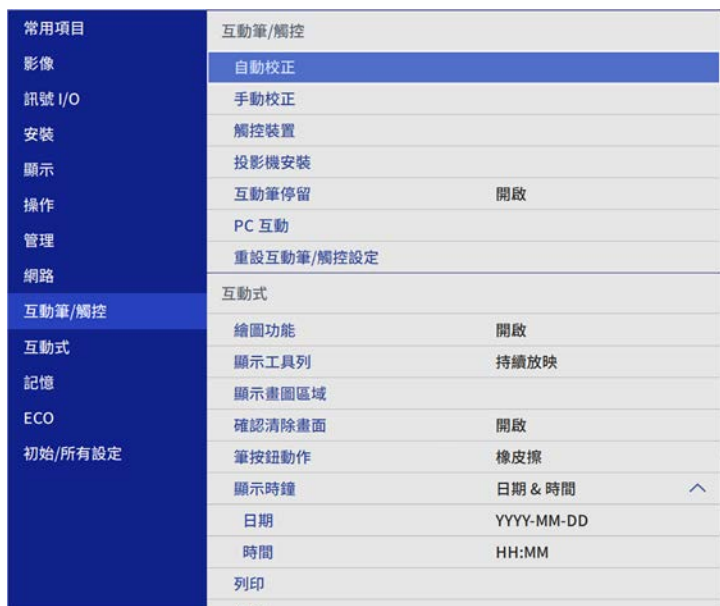 常用項目
影像
訊號 I/O
安裝
顯示
操作
管理
網路
互動筆/觸控
互動式
記憶
ECO
初始/所有設定
互動筆/觸控
自動校正
手動校正
觸控裝置
投影機安裝
互動筆停留 開啟
PC 互動
重設互動筆/觸控設定
互動式
繪圖功能 開啟
顯示工具列 持續放映
顯示畫圖區域
確認清除畫面 開啟
筆按鈕動作 橡皮擦
顯示時鐘 日期 & 時間
日期 YYYY-MM-DD
時間 HH:MM
列印